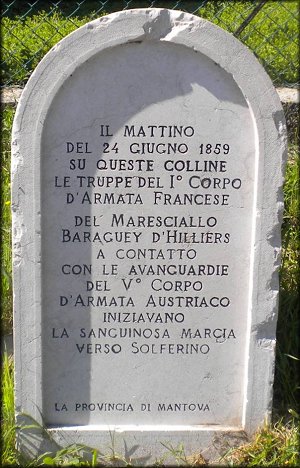 IL MATTINO
DEL 24 GIUGNO 1859
SU QUESTE COLLINE
LE TRUPPE DEL I° CORPO
D'ARMATA FRANCESE
DEL MARESCIALLO
BARAGUEY D'HILLIERS
A CONTATTO
CON LE AVANGUARDIE
DEL V° CORPO
D'ARMATA AUSTRIACO
INIZIAVANO
LA SANGUINOSA MARCIA
VERSO SOLFERINO
LA PROVINCIA DI MANTOVA